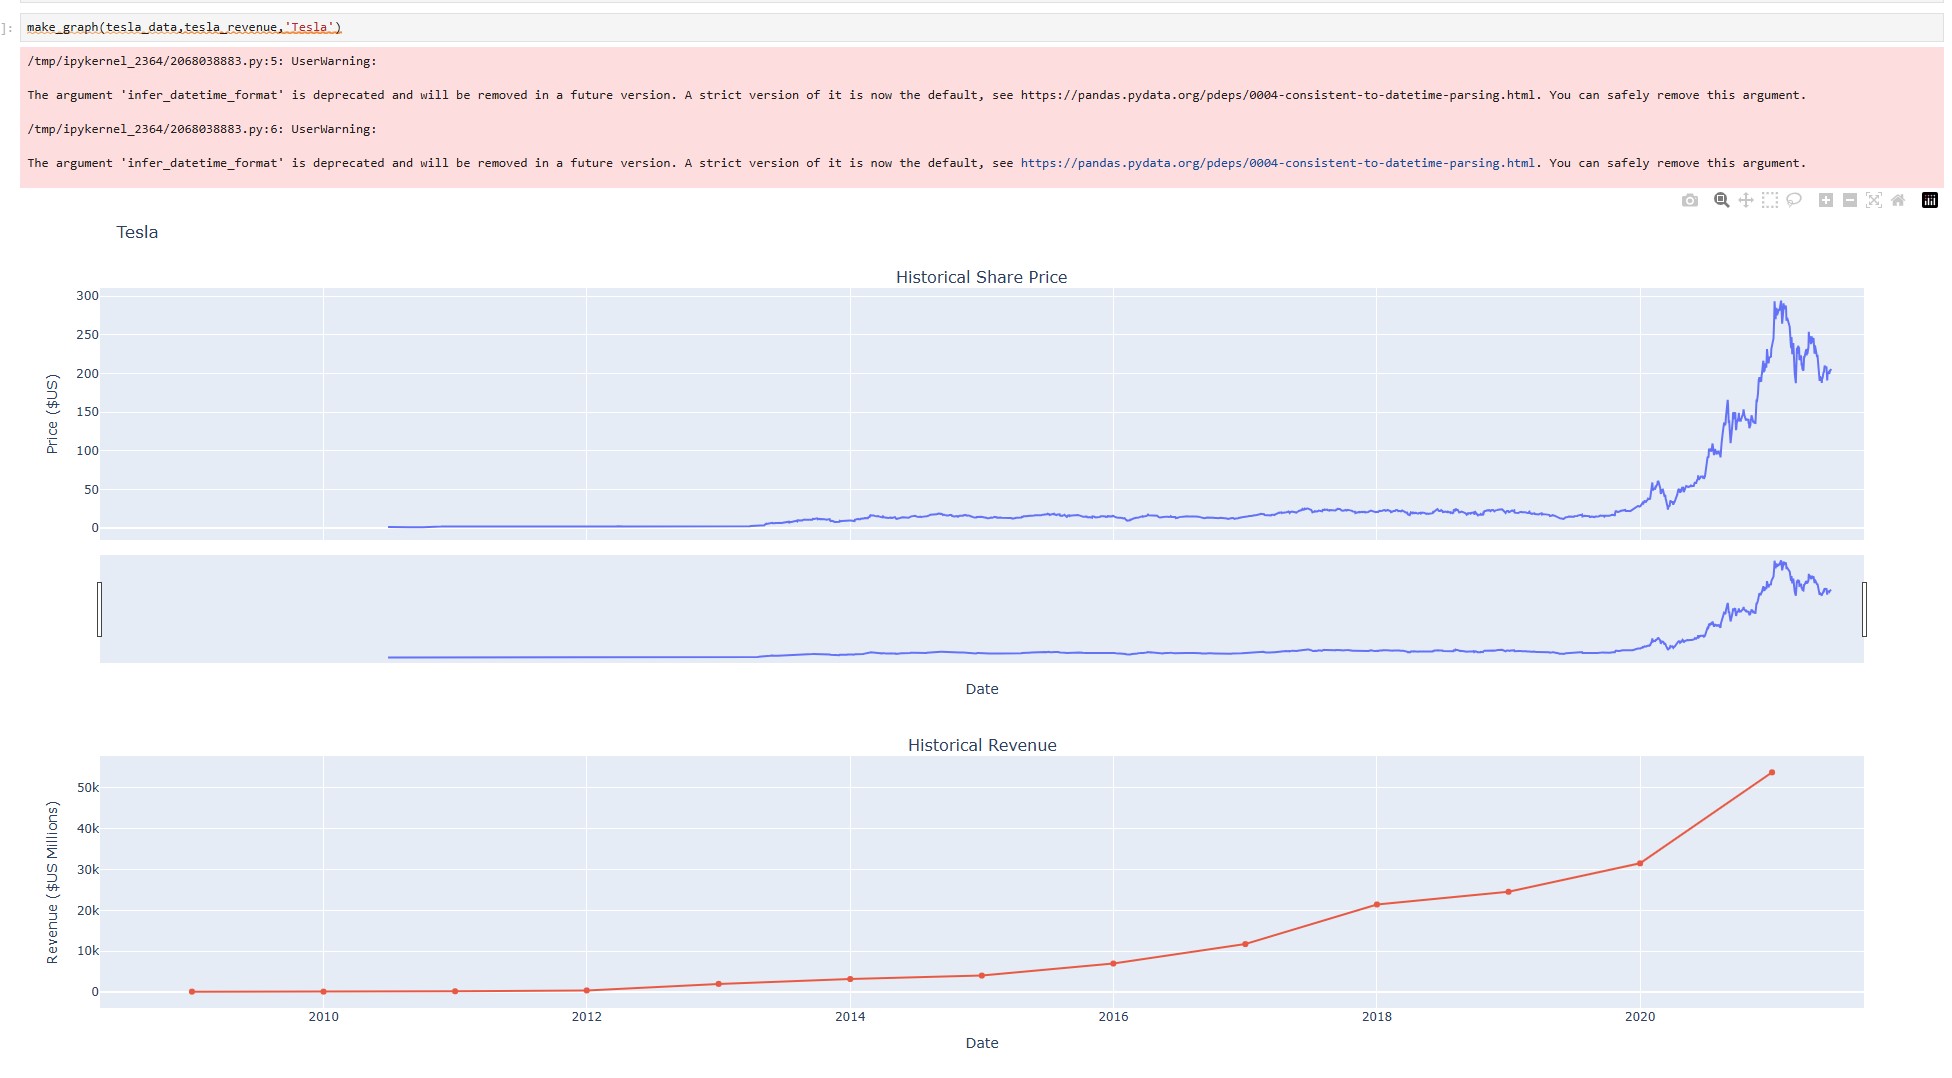 ]:
make_graph(tesla_data,tesla_revenue,'Tesla')
/tmp/ipykernel_2364/2068038883.py:5: UserWarning:
The argument 'infer_datetime_format' is deprecated and will be removed in a future version. A strict version of it is now the default, see https://pandas.pydata.org/pdeps/0004-consistent-to-datetime-parsing.html. You can safely remove this argument.
/tmp/ipykernel_2364/2068038883.py:6: UserWarning:
The argument 'infer_datetime_format' is deprecated and will be removed in a future version. A strict version of it is now the default, see https://pandas.pydata.org/pdeps/0004-consistent-to-datetime-parsing.html. You can safely remove this argument.
Tesla
Historical Share Price
Price ($US)
300
250
200
150
100
50
0
Date
Historical Revenue
Revenue ($US Millions)
50k
40k
30k
20k
10k
0
2010 2012 2014 2016 2018 2020
Date